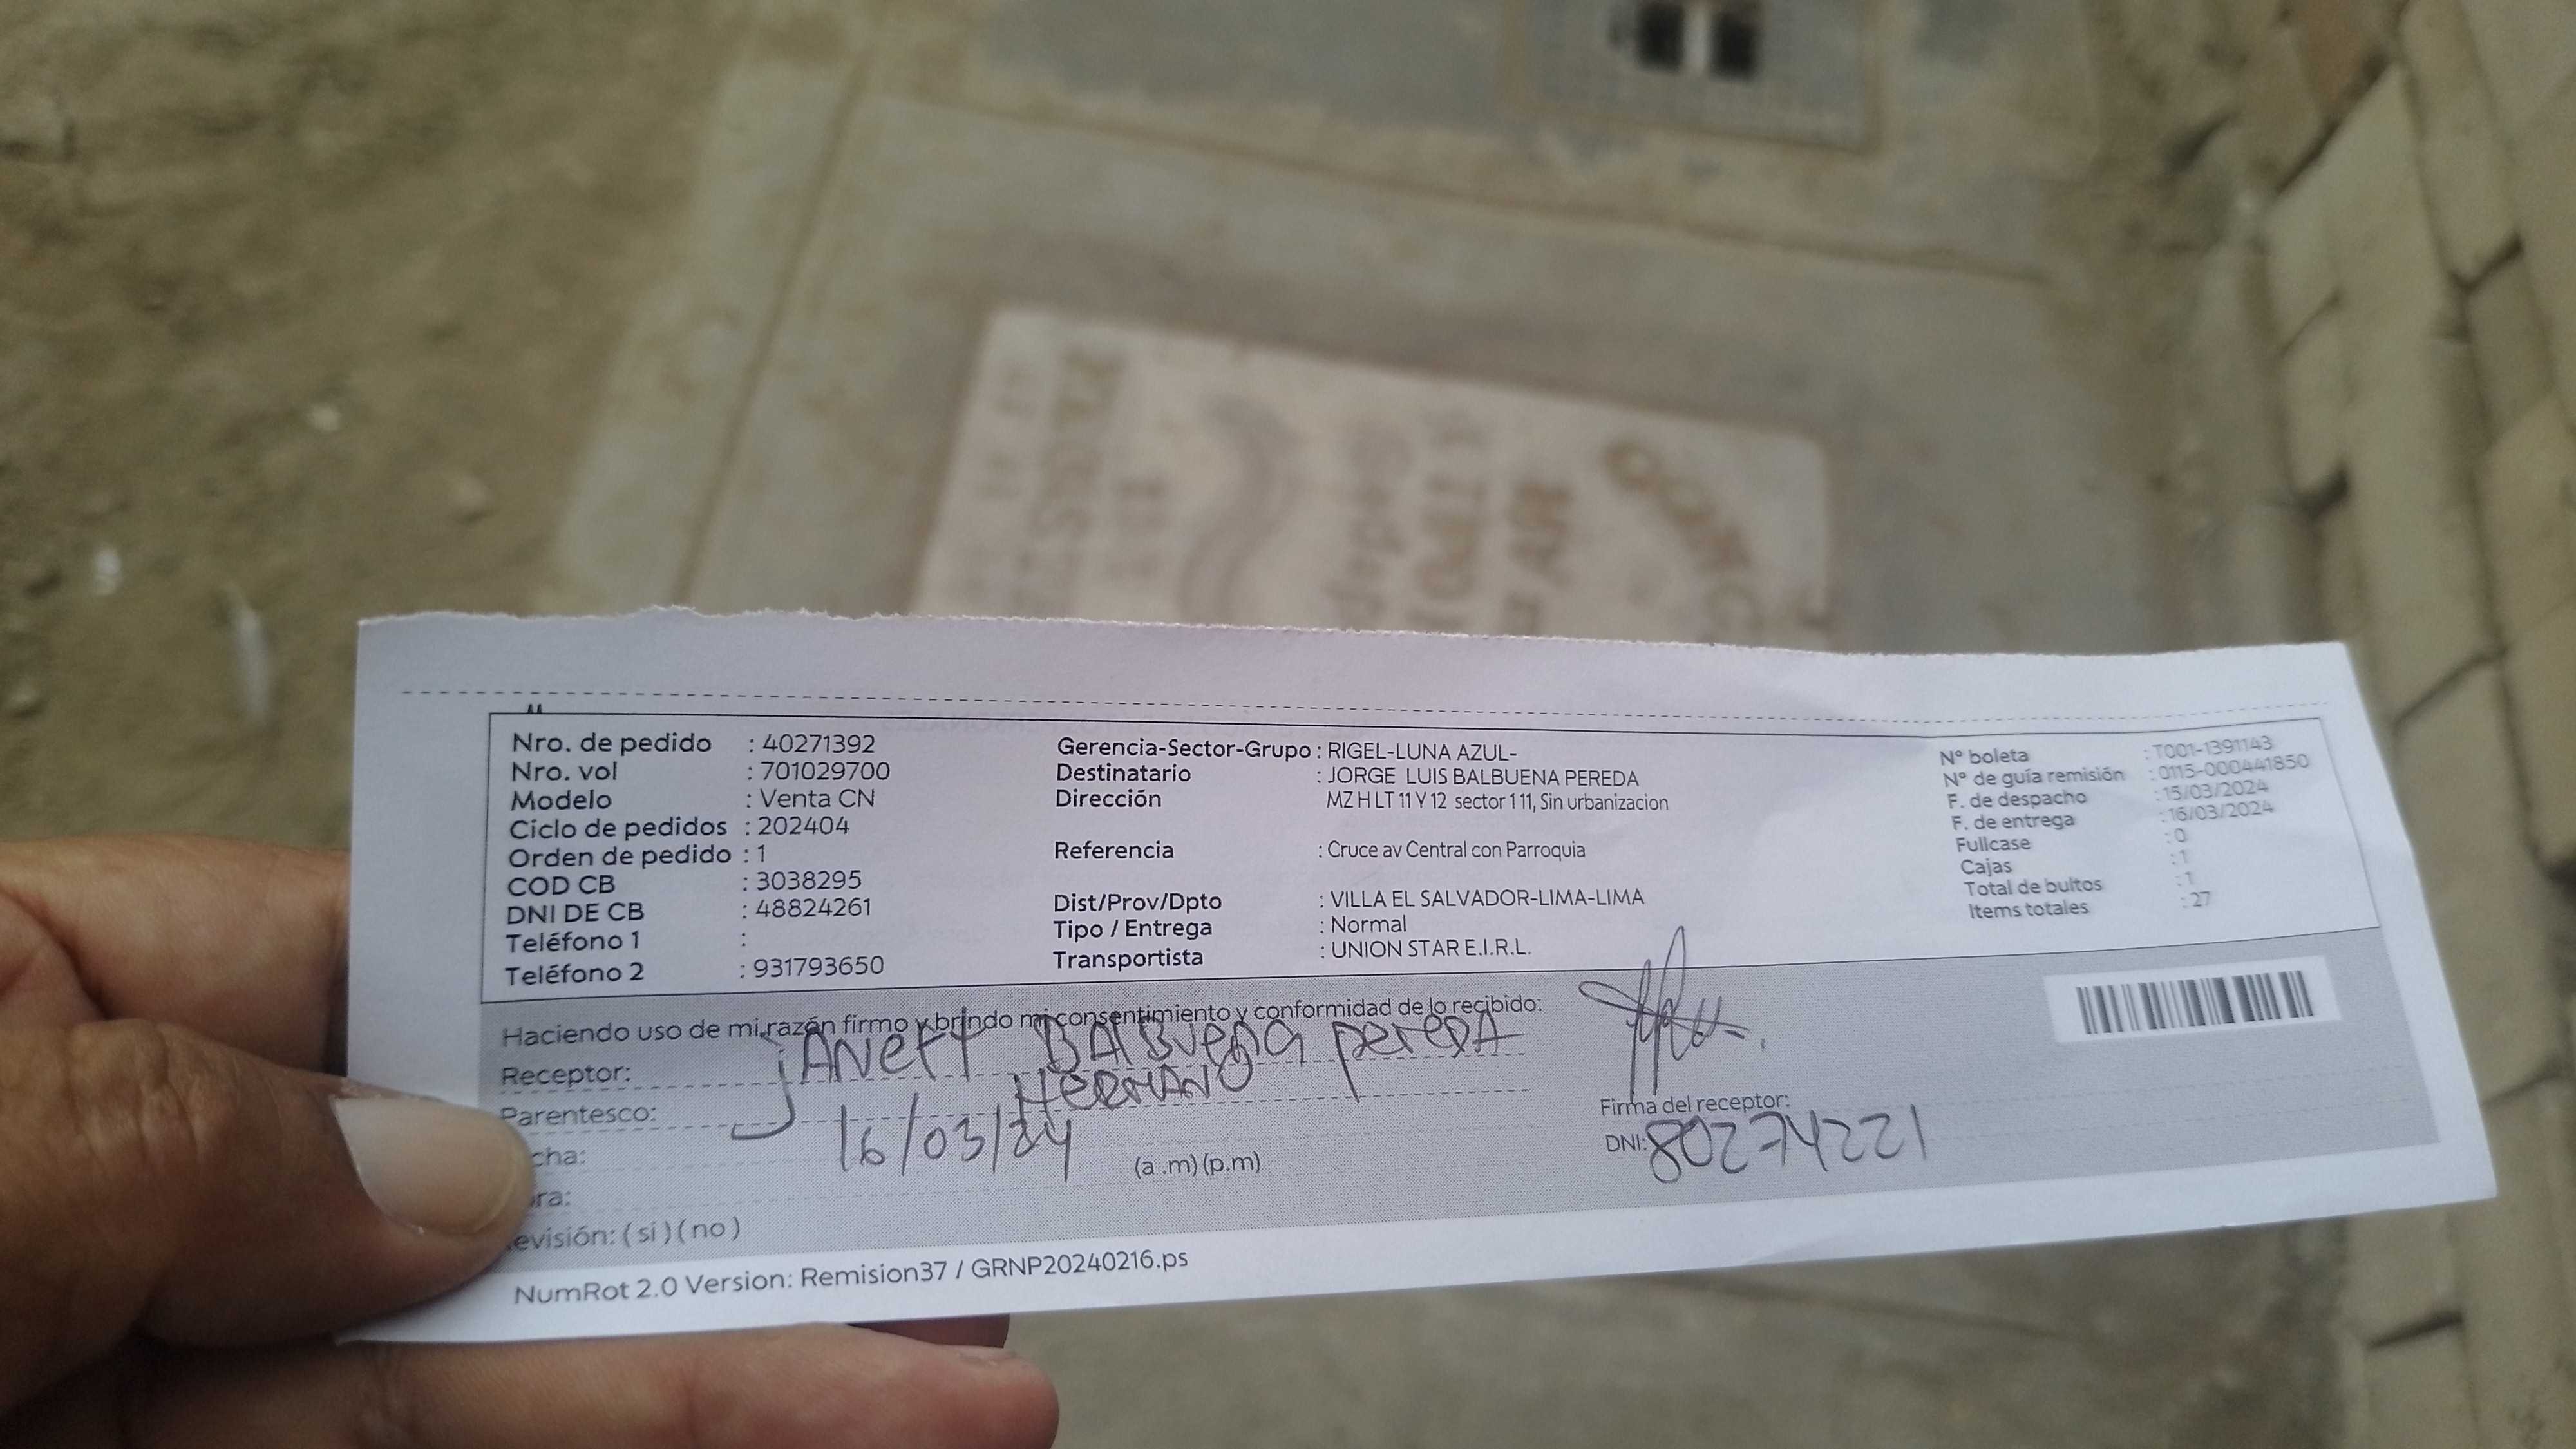 Nro. de pedido : 40271392
Nro. vol : 701029700
Modelo : Venta CN
Ciclo de pedidos : 202404
Orden de pedido : 1
COD CB : 3038295
DNI DE CB : 48824261
Teléfono 1 :
Teléfono 2 : 931793650
Gerencia-Sector-Grupo : RIGEL-LUNA AZUL-
Destinatario : JORGE LUIS BALBUENA PEREDA
Dirección MZ H LT 11 Y 12 sector 1 11, Sin urbanizacion
Referencia : Cruce av Central con Parroquia
Dist/Prov/Dpto : VILLA EL SALVADOR-LIMA-LIMA
Tipo / Entrega : Normal
Transportista : UNION STAR E.I.R.L.
N° boleta : T001-1391143
N° de guía remisión : 0115-000441850
F. de despacho : 15/03/2024
F. de entrega : 16/03/2024
Fullcase : 0
Cajas : 1
Total de bultos : 1
Items totales : 27
Haciendo uso de mi razón firmo y brindo mi consentimiento y conformidad de lo recibido:
Receptor: JANETT BALBUENA PEREDA
Parentesco: HERMANO
cha: 16/03/24
ra: (a .m) (p.m)
evisión: ( si ) ( no )
Firma del receptor:
DNI: 80274221
NumRot 2.0 Version: Remision37 / GRNP20240216.ps